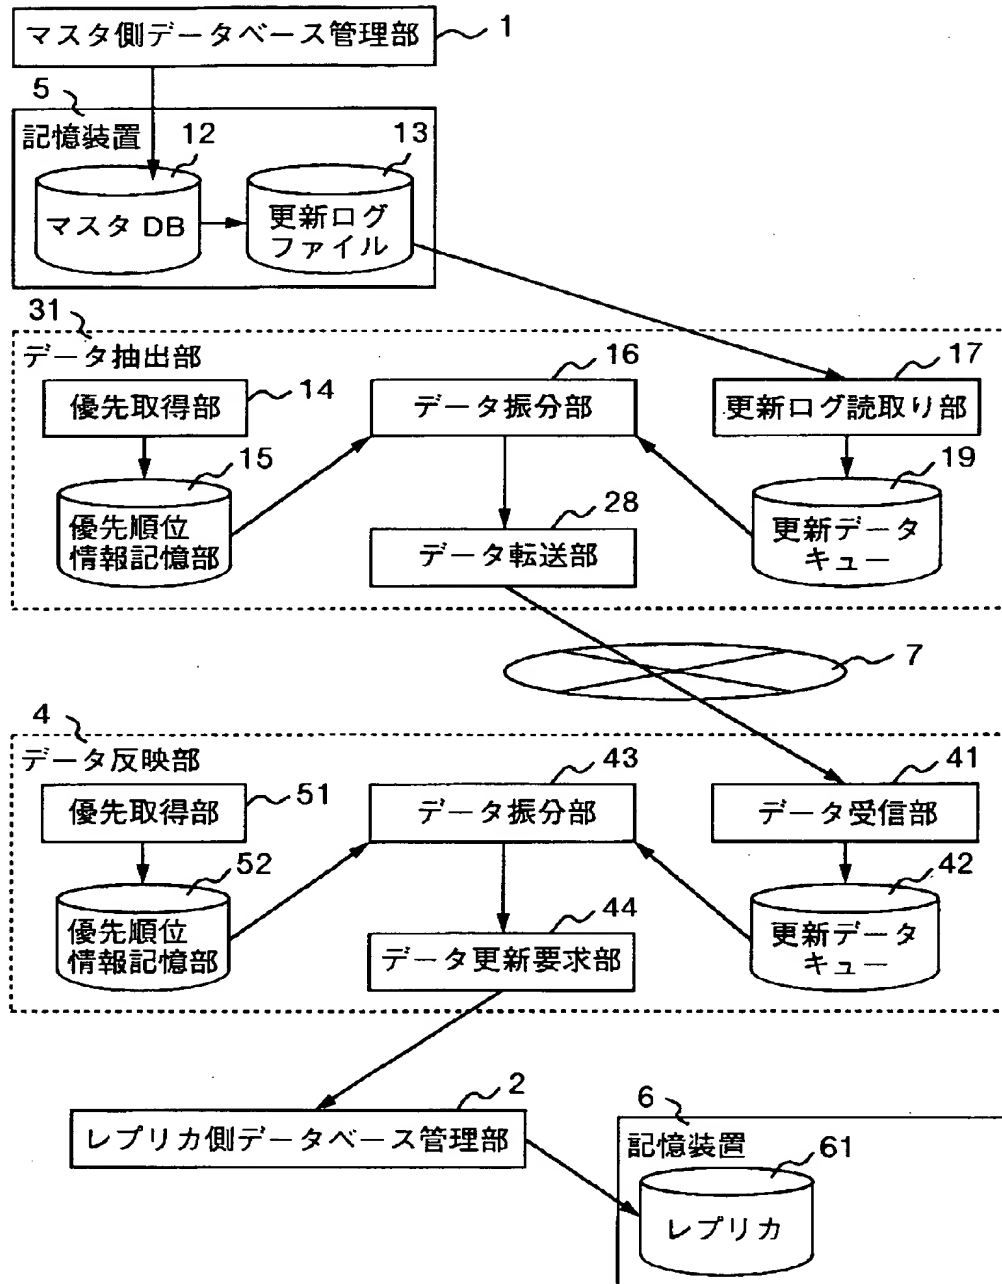 マスタ側データベース管理部
1
5
記憶装置
12
13
マスタ DB
更新ログ
ファイル
31
データ抽出部
優先取得部
14
データ振分部
16
更新ログ読取り部
17
優先順位
情報記憶部
15
データ転送部
28
更新データ
キュー
19
7
4
データ反映部
優先取得部
51
データ振分部
43
データ受信部
41
優先順位
情報記憶部
52
データ更新要求部
44
更新データ
キュー
42
レプリカ側データベース管理部
2
6
記憶装置
61
レプリカ